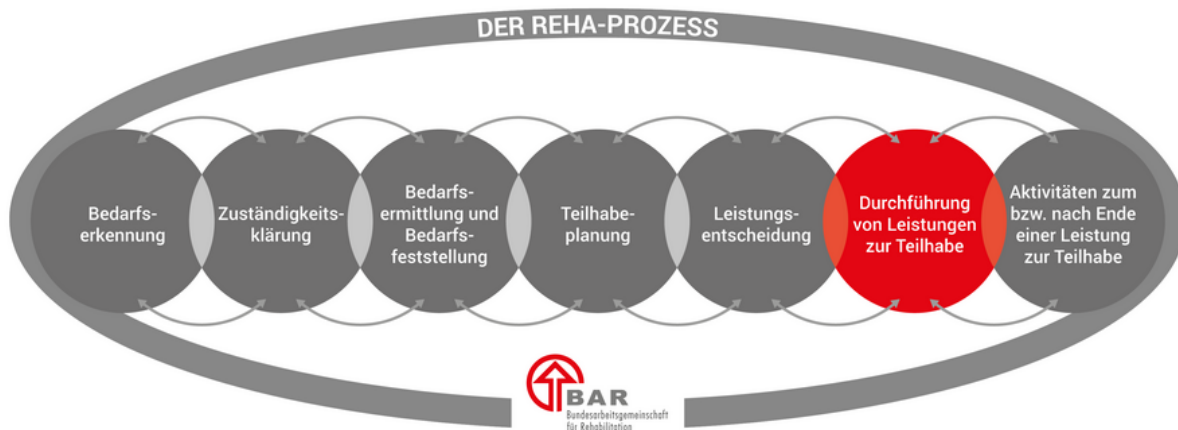 DER REHA-PROZESS
Bedarfs-
erkennung
Zuständigkeits-
klärung
Bedarfs-
ermittlung und
Bedarfs-
feststellung
Teilhabe-
planung
Leistungs-
entscheidung
Durchführung
von Leistungen
zur Teilhabe
Aktivitäten zum
bzw. nach Ende
einer Leistung
zur Teilhabe
BAR
Bundesarbeitsgemeinschaft
für Rehabilitation